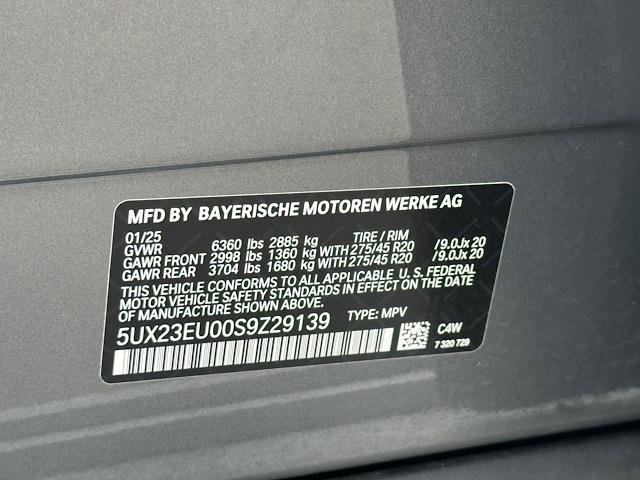 MFD BY BAYERISCHE MOTOREN WERKE AG
01/25 TIRE / RIM
GVWR 6360 lbs 2885 kg
GAWR FRONT 2998 lbs 1360 kg WITH 275/45 R20 /9.0Jx 20
GAWR REAR 3704 lbs 1680 kg WITH 275/45 R20 /9.0Jx 20
THIS VEHICLE CONFORMS TO ALL APPLICABLE U. S. FEDERAL
MOTOR VEHICLE SAFETY STANDARDS IN EFFECT ON THE DATE
OF MANUFACTURE SHOWN ABOVE.
5UX23EU00S9Z29139 TYPE: MPV
C4W
7 320 729